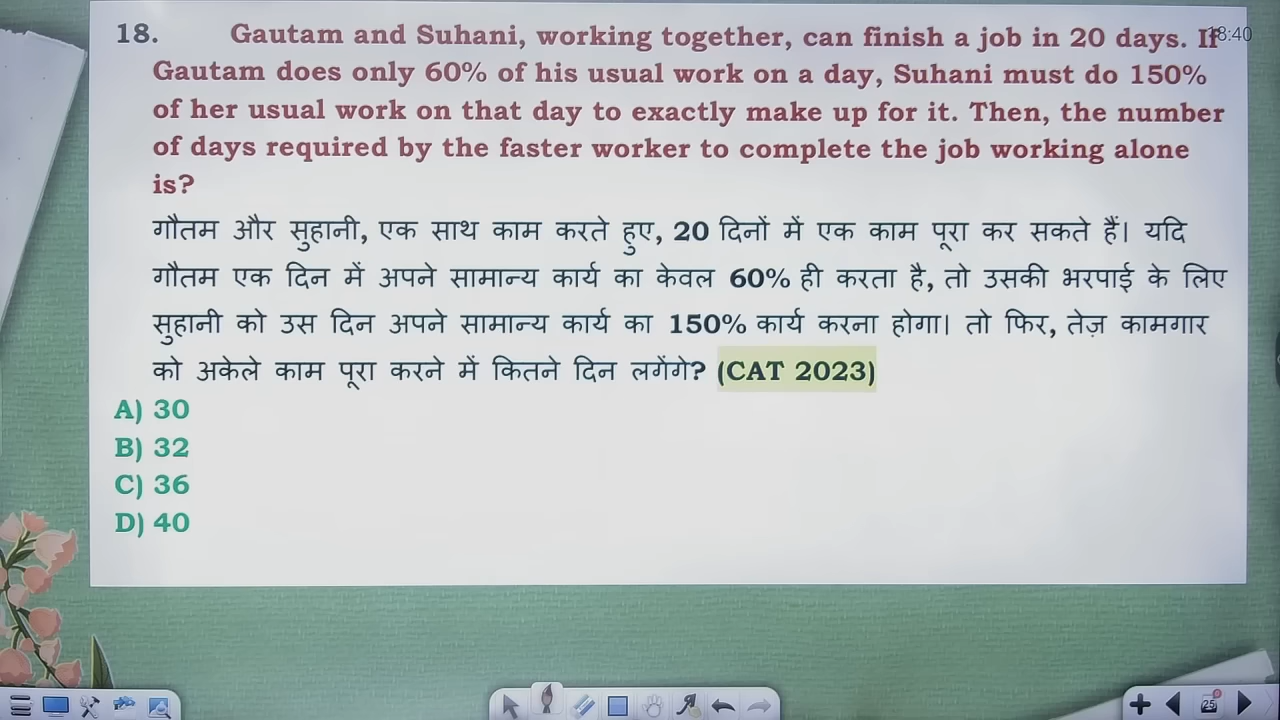 18. Gautam and Suhani, working together, can finish a job in 20 days. If
18:40
Gautam does only 60% of his usual work on a day, Suhani must do 150%
of her usual work on that day to exactly make up for it. Then, the number
of days required by the faster worker to complete the job working alone
is?
गौतम और सुहानी, एक साथ काम करते हुए, 20 दिनों में एक काम पूरा कर सकते हैं। यदि
गौतम एक दिन में अपने सामान्य कार्य का केवल 60% ही करता है, तो उसकी भरपाई के लिए
सुहानी को उस दिन अपने सामान्य कार्य का 150% कार्य करना होगा। तो फिर, तेज़ कामगार
को अकेले काम पूरा करने में कितने दिन लगेंगे? (CAT 2023)
A) 30
B) 32
C) 36
D) 40
25